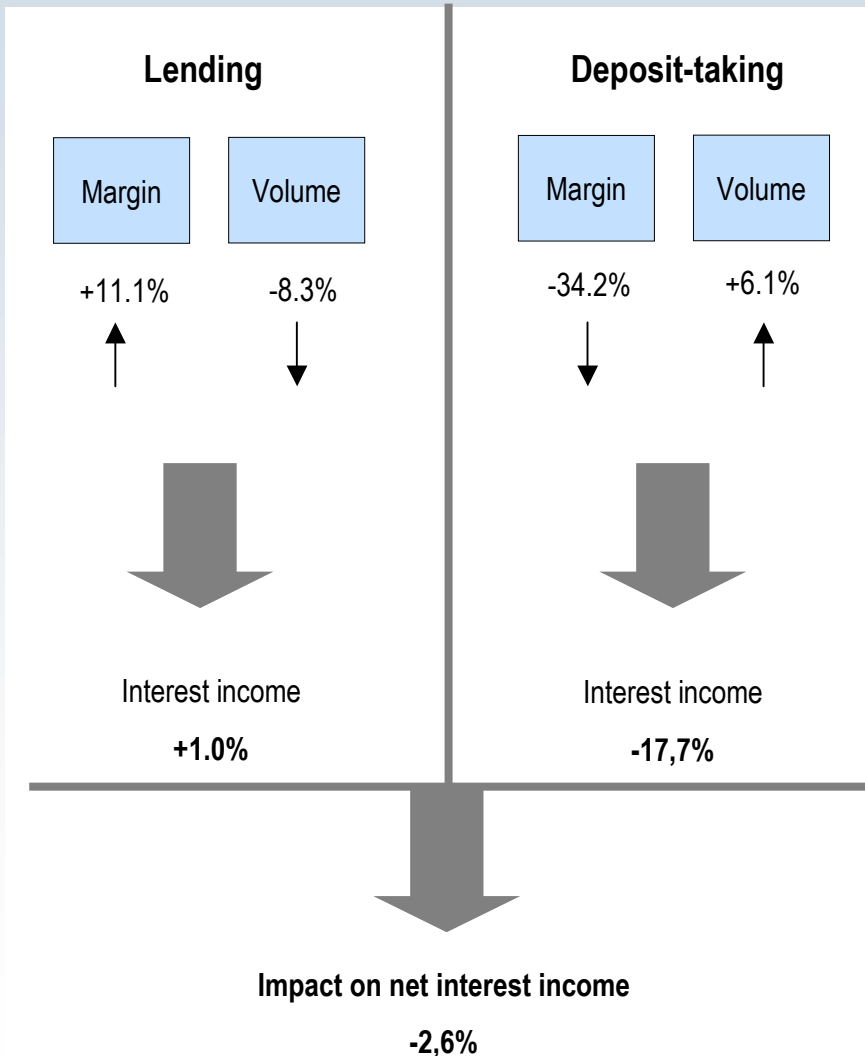 Lending
Deposit-taking
Margin
Volume
Margin
Volume
+11.1%
-8.3%
-34.2%
+6.1%
Interest income
Interest income
+1.0%
-17,7%
Impact on net interest income
-2,6%